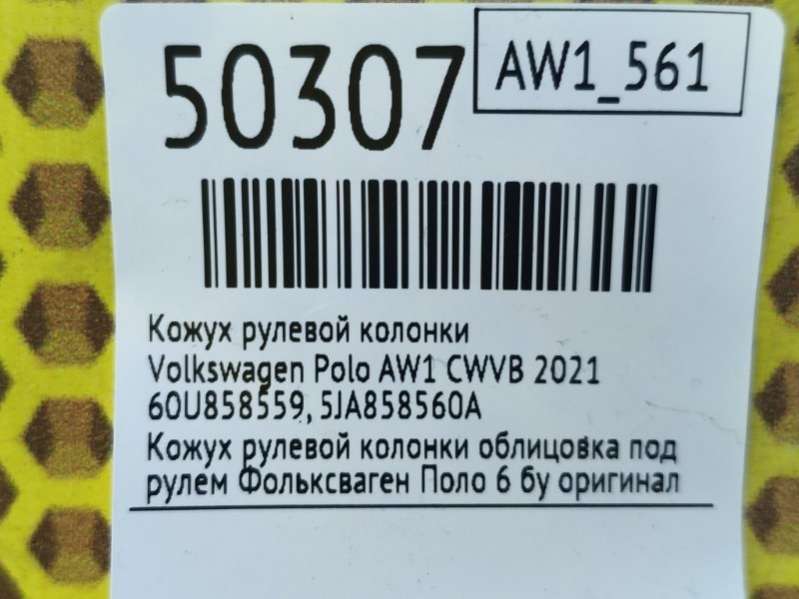 50307
AW1_561
Кожух рулевой колонки
Volkswagen Polo AW1 CWVB 2021
60U858559, 5JA858560A
Кожух рулевой колонки облицовка под
рулем Фольксваген Поло 6 бу оригинал